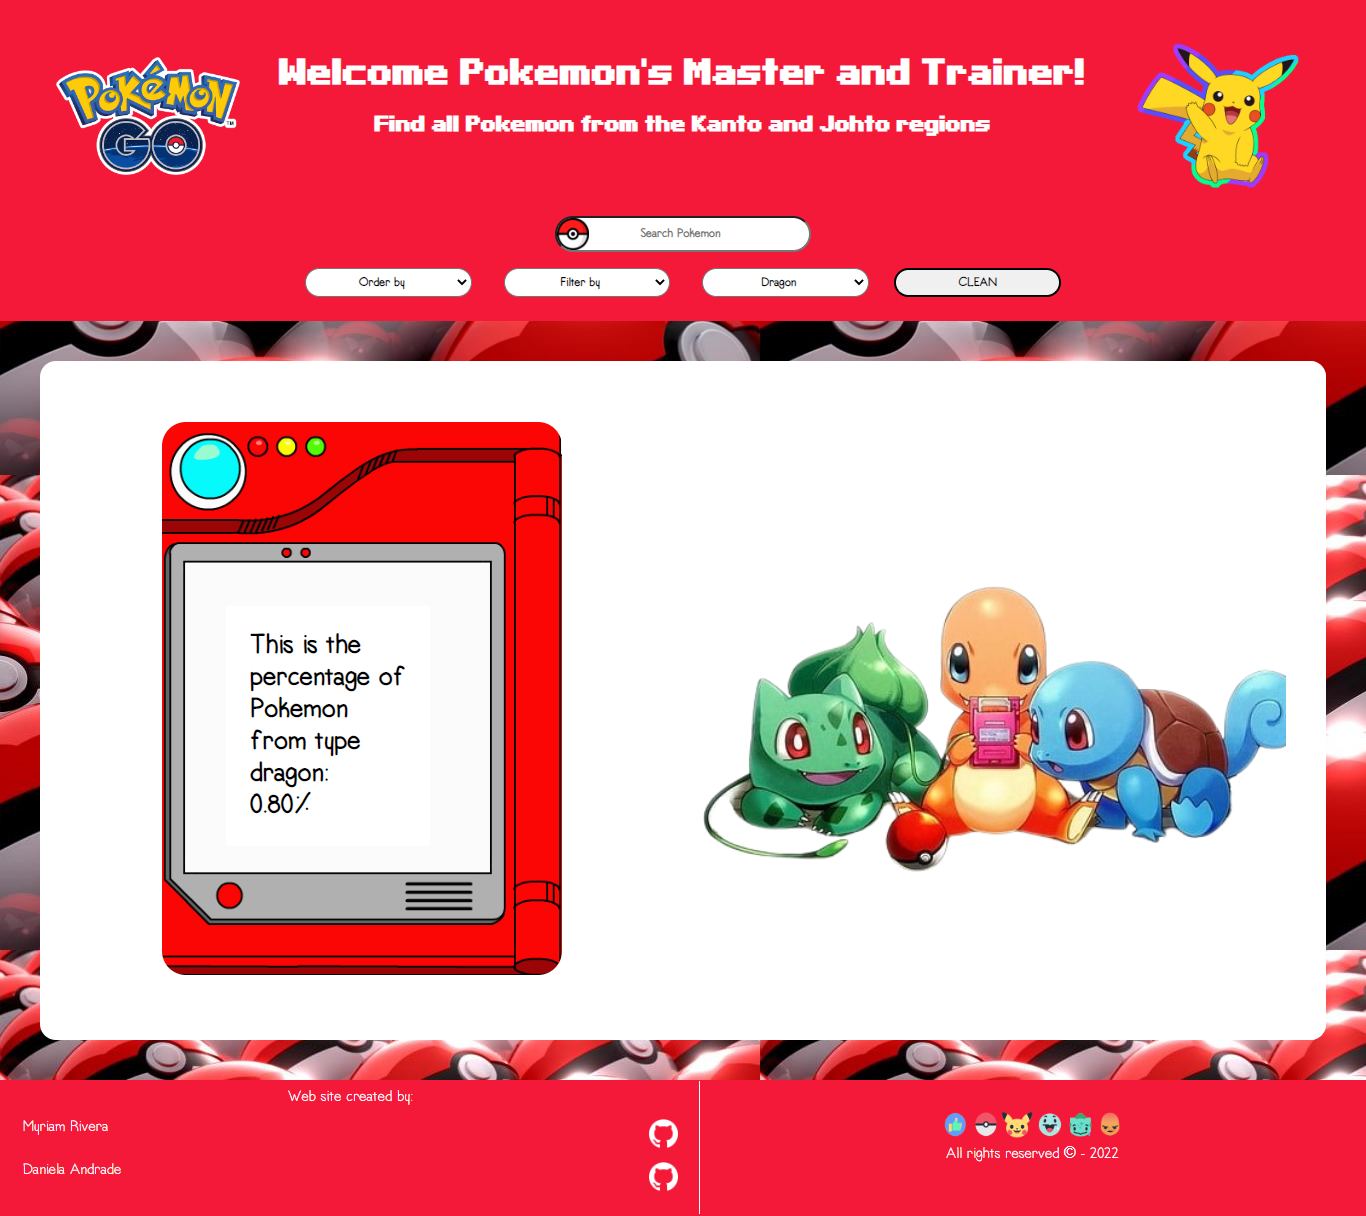 POKÉMON
GO
TM
Welcome Pokemon's Master and Trainer!
Find all Pokemon from the Kanto and Johto regions
Search Pokemon
Order by
Filter by
Dragon
CLEAN
This is the
percentage of
Pokemon
from type
dragon:
0.80%
Web site created by:
Myriam Rivera
Daniela Andrade
All rights reserved © - 2022